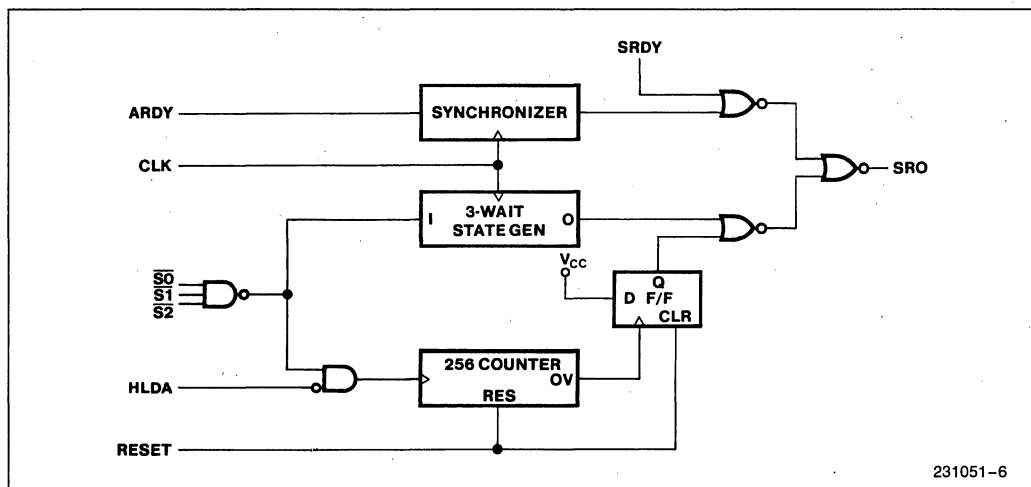 SRDY
ARDY
SYNCHRONIZER
CLK
SRO
I
3-WAIT
STATE GEN
O
VCC
S0
S1
S2
Q
D F/F
CLR
256 COUNTER
OV
RES
HLDA
RESET
231051-6